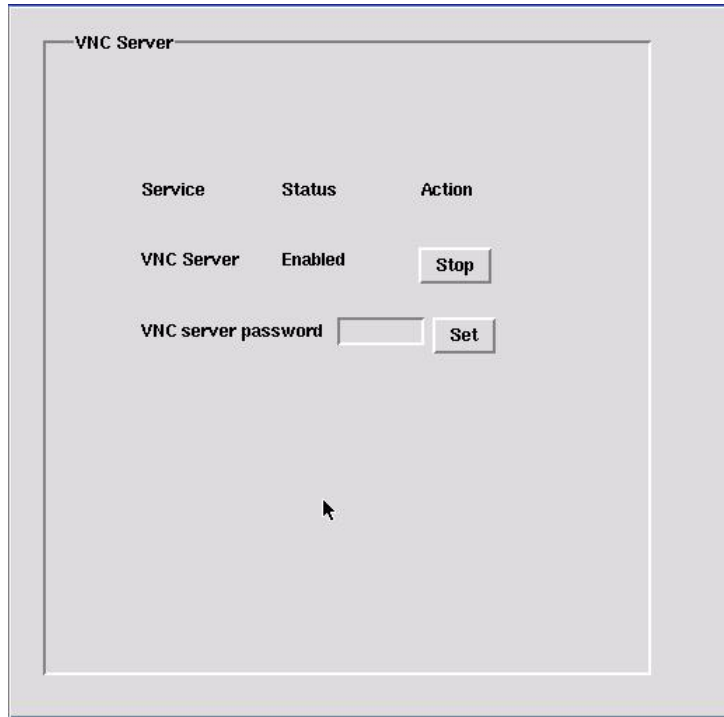 VNC Server
Service Status Action
VNC Server Enabled Stop
VNC server password Set